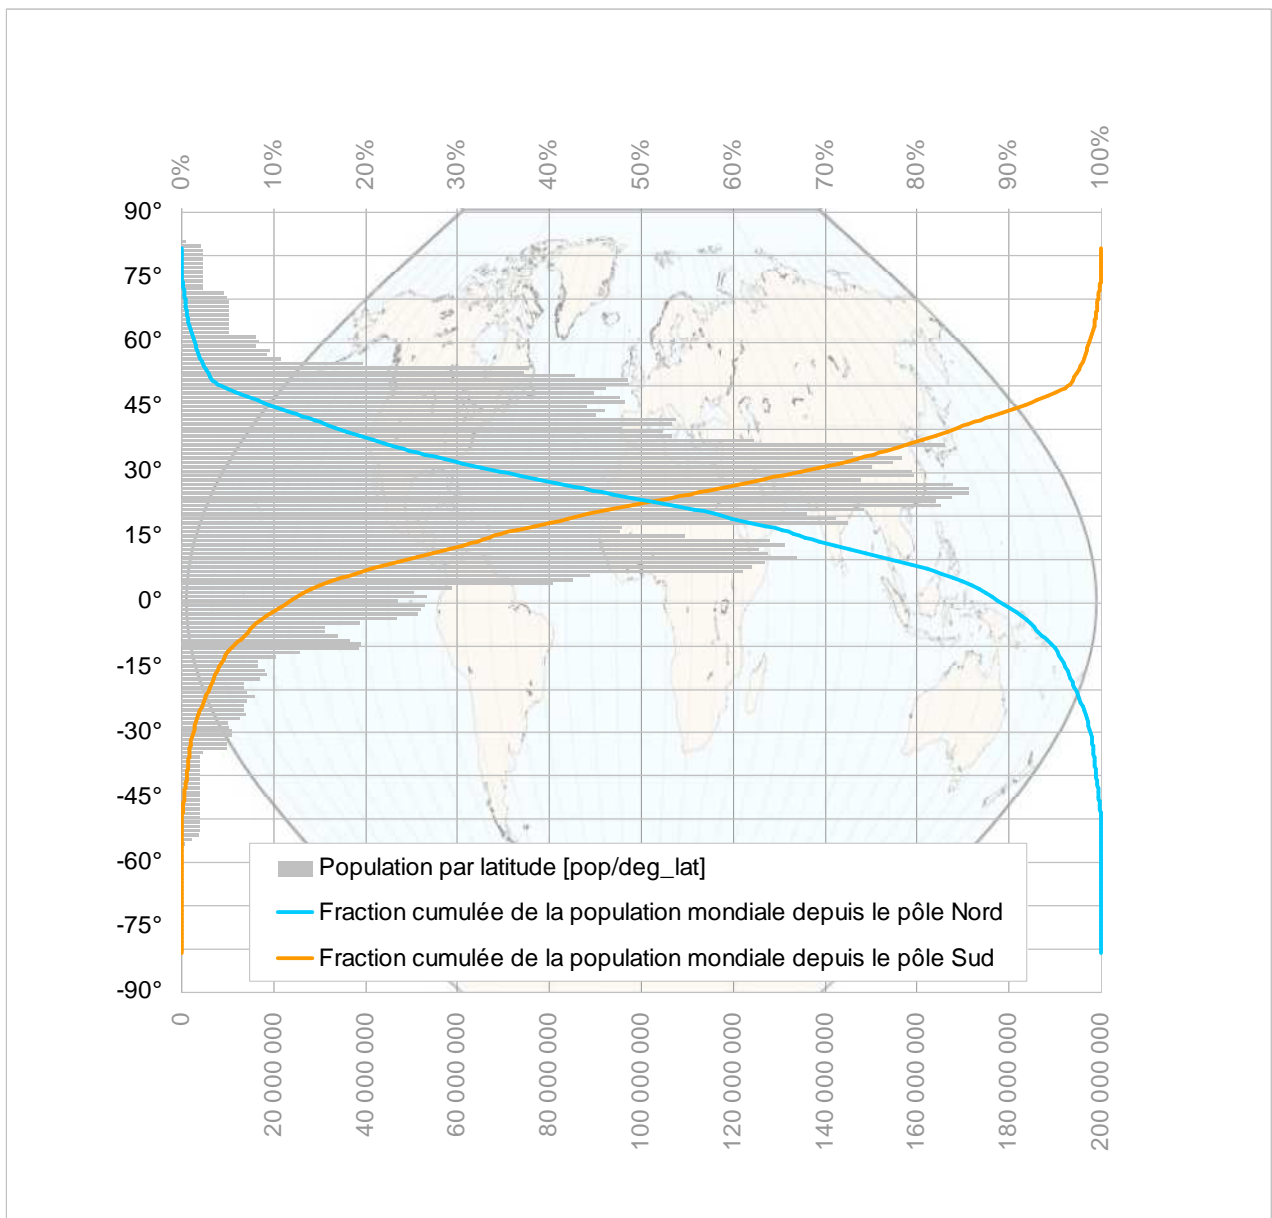 0%
10%
20%
30%
40%
50%
60%
70%
80%
90%
100%
90°
75°
60°
45°
30°
15°
0°
-15°
-30°
-45°
-60°
-75°
-90°
Population par latitude [pop/deg_lat]
Fraction cumulée de la population mondiale depuis le pôle Nord
Fraction cumulée de la population mondiale depuis le pôle Sud
0
20 000 000
40 000 000
60 000 000
80 000 000
100 000 000
120 000 000
140 000 000
160 000 000
180 000 000
200 000 000